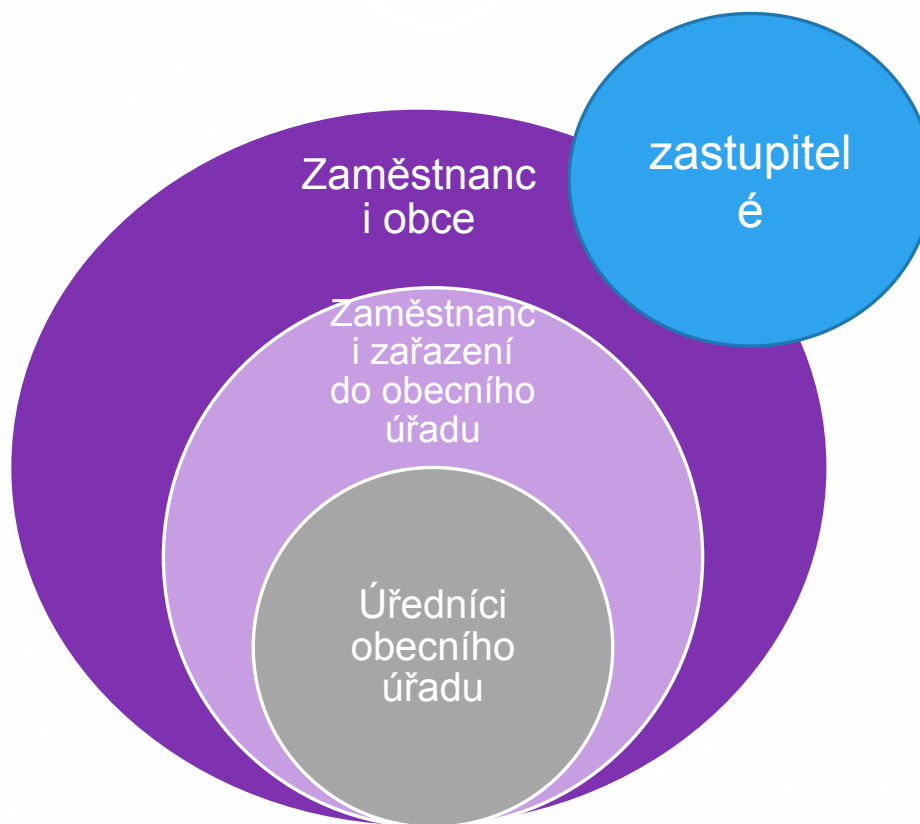 zastupitel
é
Zaměstnanc
i obce
Zaměstnanc
i zařazení
do obecního
úřadu
Úředníci
obecního
úřadu